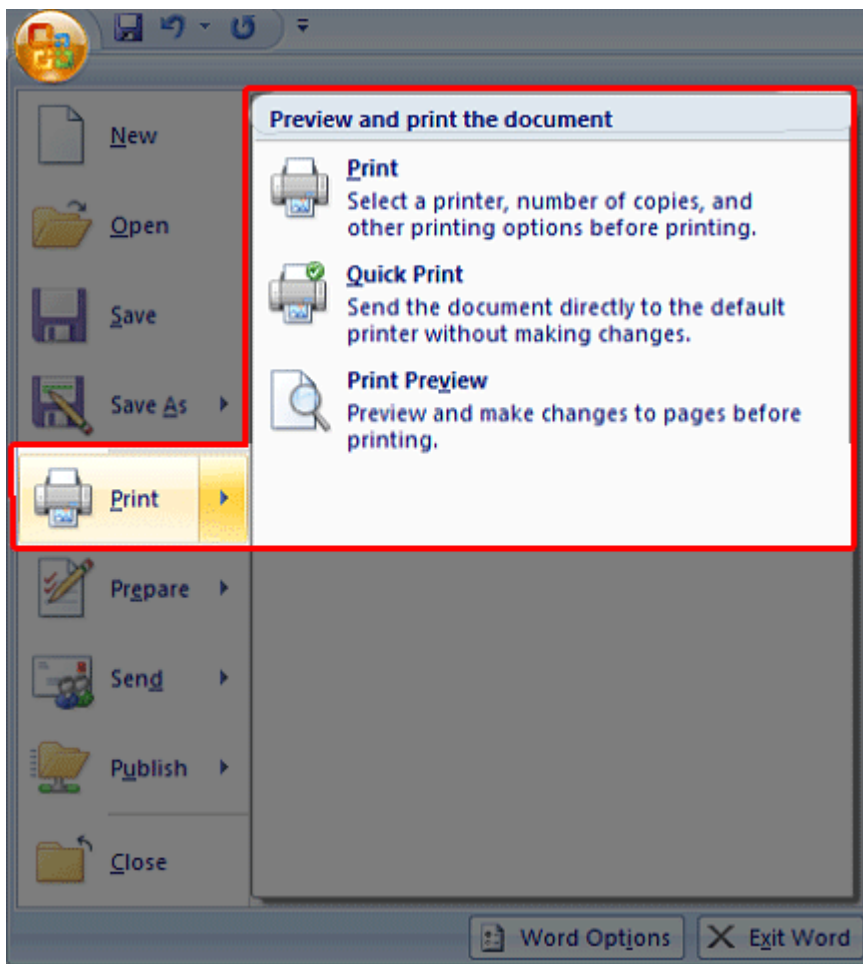 New
Open
Save
Save As
Print
Prepare
Send
Publish
Close
Preview and print the document
Print
Select a printer, number of copies, and
other printing options before printing.
Quick Print
Send the document directly to the default
printer without making changes.
Print Preview
Preview and make changes to pages before
printing.
Word Options
Exit Word